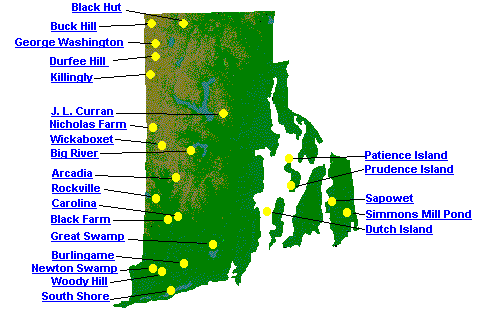 Black Hut
Buck Hill
George Washington
Durfee Hill
Killingly
J. L. Curran
Nicholas Farm
Wickaboxet
Big River
Arcadia
Rockville
Carolina
Black Farm
Great Swamp
Burlingame
Newton Swamp
Woody Hill
South Shore
Patience Island
Prudence Island
Sapowet
Simmons Mill Pond
Dutch Island